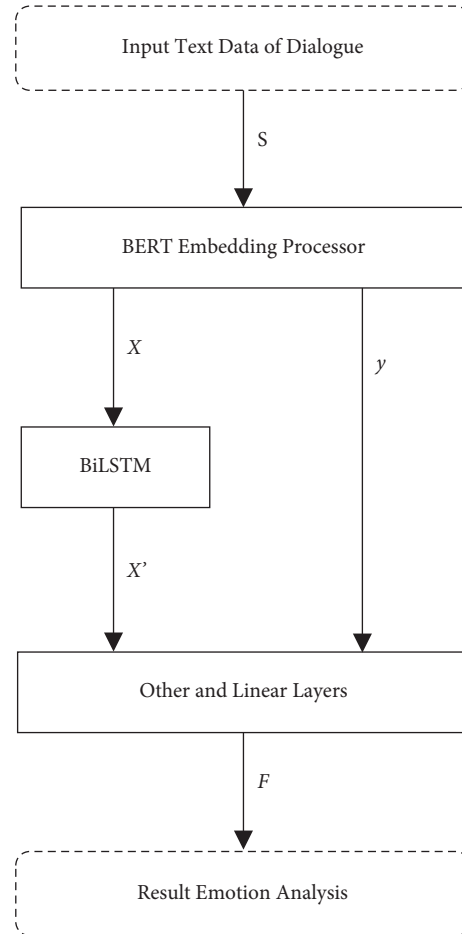 Input Text Data of Dialogue
S
BERT Embedding Processor
X
y
BiLSTM
X’
Other and Linear Layers
F
Result Emotion Analysis